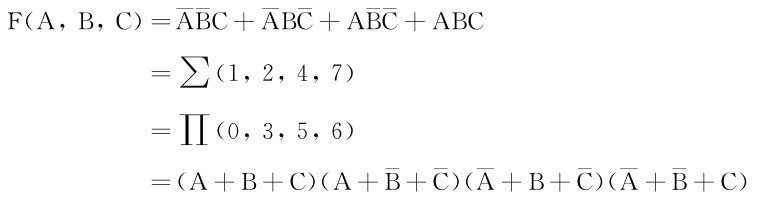 F(A, B, C) = A̅B̅C + A̅BC̅ + AB̅C̅ + ABC
= ∑(1, 2, 4, 7)
= ∏(0, 3, 5, 6)
= (A + B + C)(A + B̅ + C̅)(A̅ + B + C̅)(A̅ + B̅ + C)